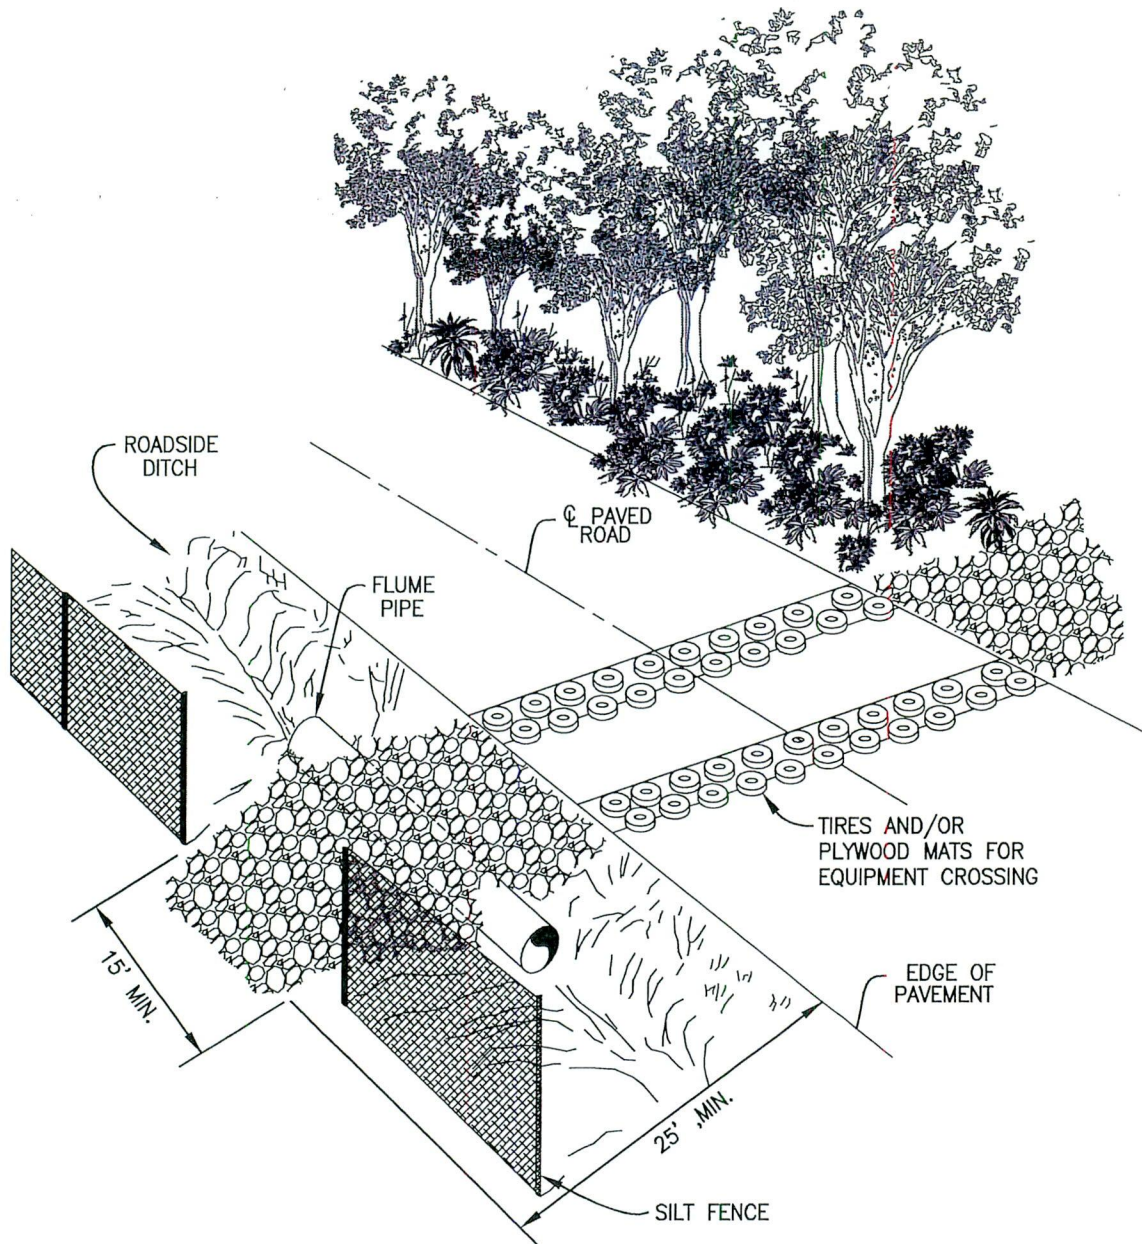 ROADSIDE
DITCH
℄ PAVED
ROAD
FLUME
PIPE
TIRES AND/OR
PLYWOOD MATS FOR
EQUIPMENT CROSSING
15' MIN.
EDGE OF
PAVEMENT
25' ,MIN.
SILT FENCE